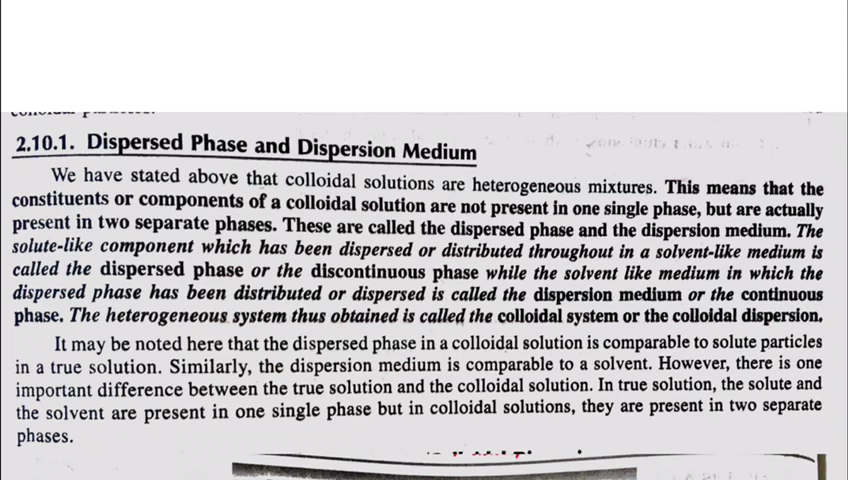 2.10.1. Dispersed Phase and Dispersion Medium
We have stated above that colloidal solutions are heterogeneous mixtures. This means that the
constituents or components of a colloidal solution are not present in one single phase, but are actually
present in two separate phases. These are called the dispersed phase and the dispersion medium. The
solute-like component which has been dispersed or distributed throughout in a solvent-like medium is
called the dispersed phase or the discontinuous phase while the solvent like medium in which the
dispersed phase has been distributed or dispersed is called the dispersion medium or the continuous
phase. The heterogeneous system thus obtained is called the colloidal system or the colloidal dispersion.
It may be noted here that the dispersed phase in a colloidal solution is comparable to solute particles
in a true solution. Similarly, the dispersion medium is comparable to a solvent. However, there is one
important difference between the true solution and the colloidal solution. In true solution, the solute and
the solvent are present in one single phase but in colloidal solutions, they are present in two separate
phases.